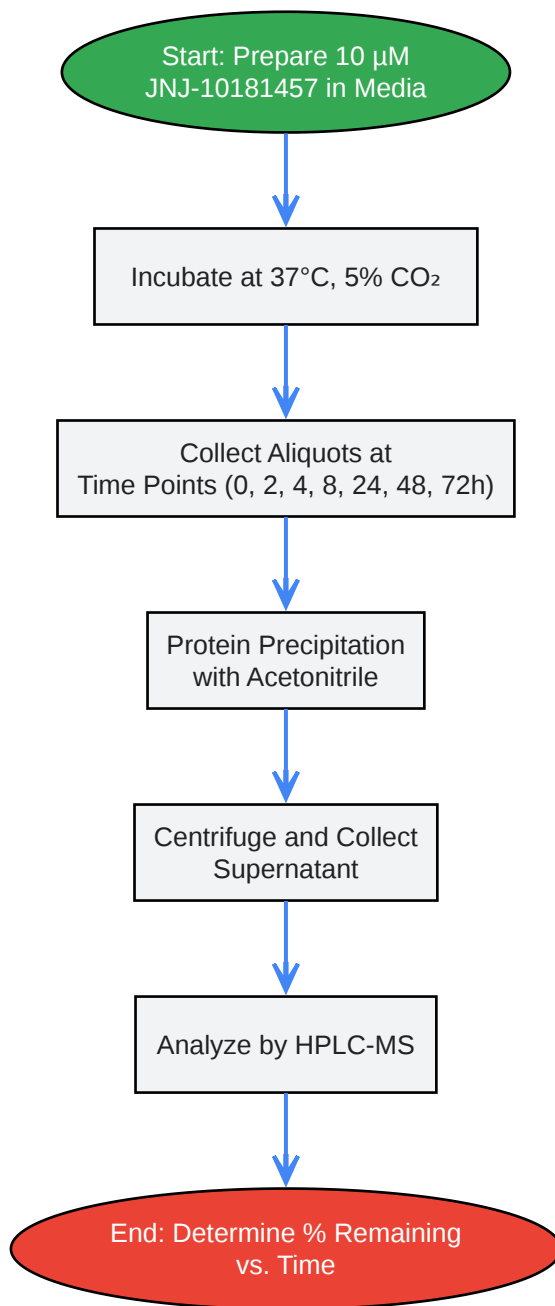 Start: Prepare 10 µM
JNJ-10181457 in Media
Incubate at 37°C, 5% CO₂
Collect Aliquots at
Time Points (0, 2, 4, 8, 24, 48, 72h)
Protein Precipitation
with Acetonitrile
Centrifuge and Collect
Supernatant
Analyze by HPLC-MS
End: Determine % Remaining
vs. Time